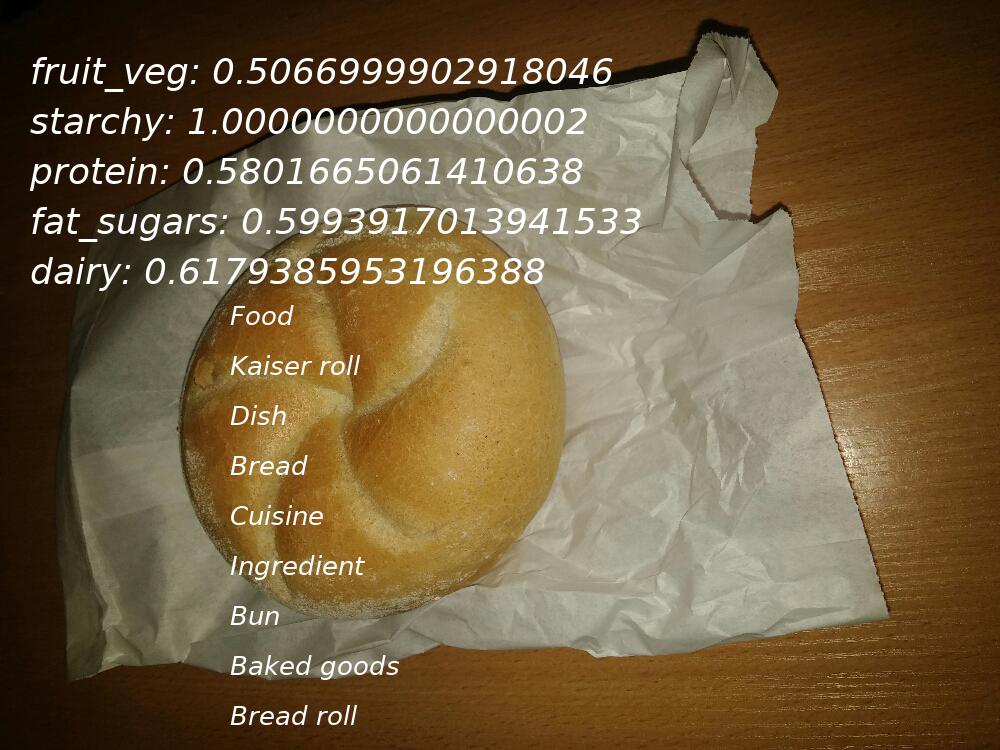 fruit_veg: 0.5066999902918046
starchy: 1.0000000000000002
protein: 0.5801665061410638
fat_sugars: 0.5993917013941533
dairy: 0.6179385953196388
Food
Kaiser roll
Dish
Bread
Cuisine
Ingredient
Bun
Baked goods
Bread roll